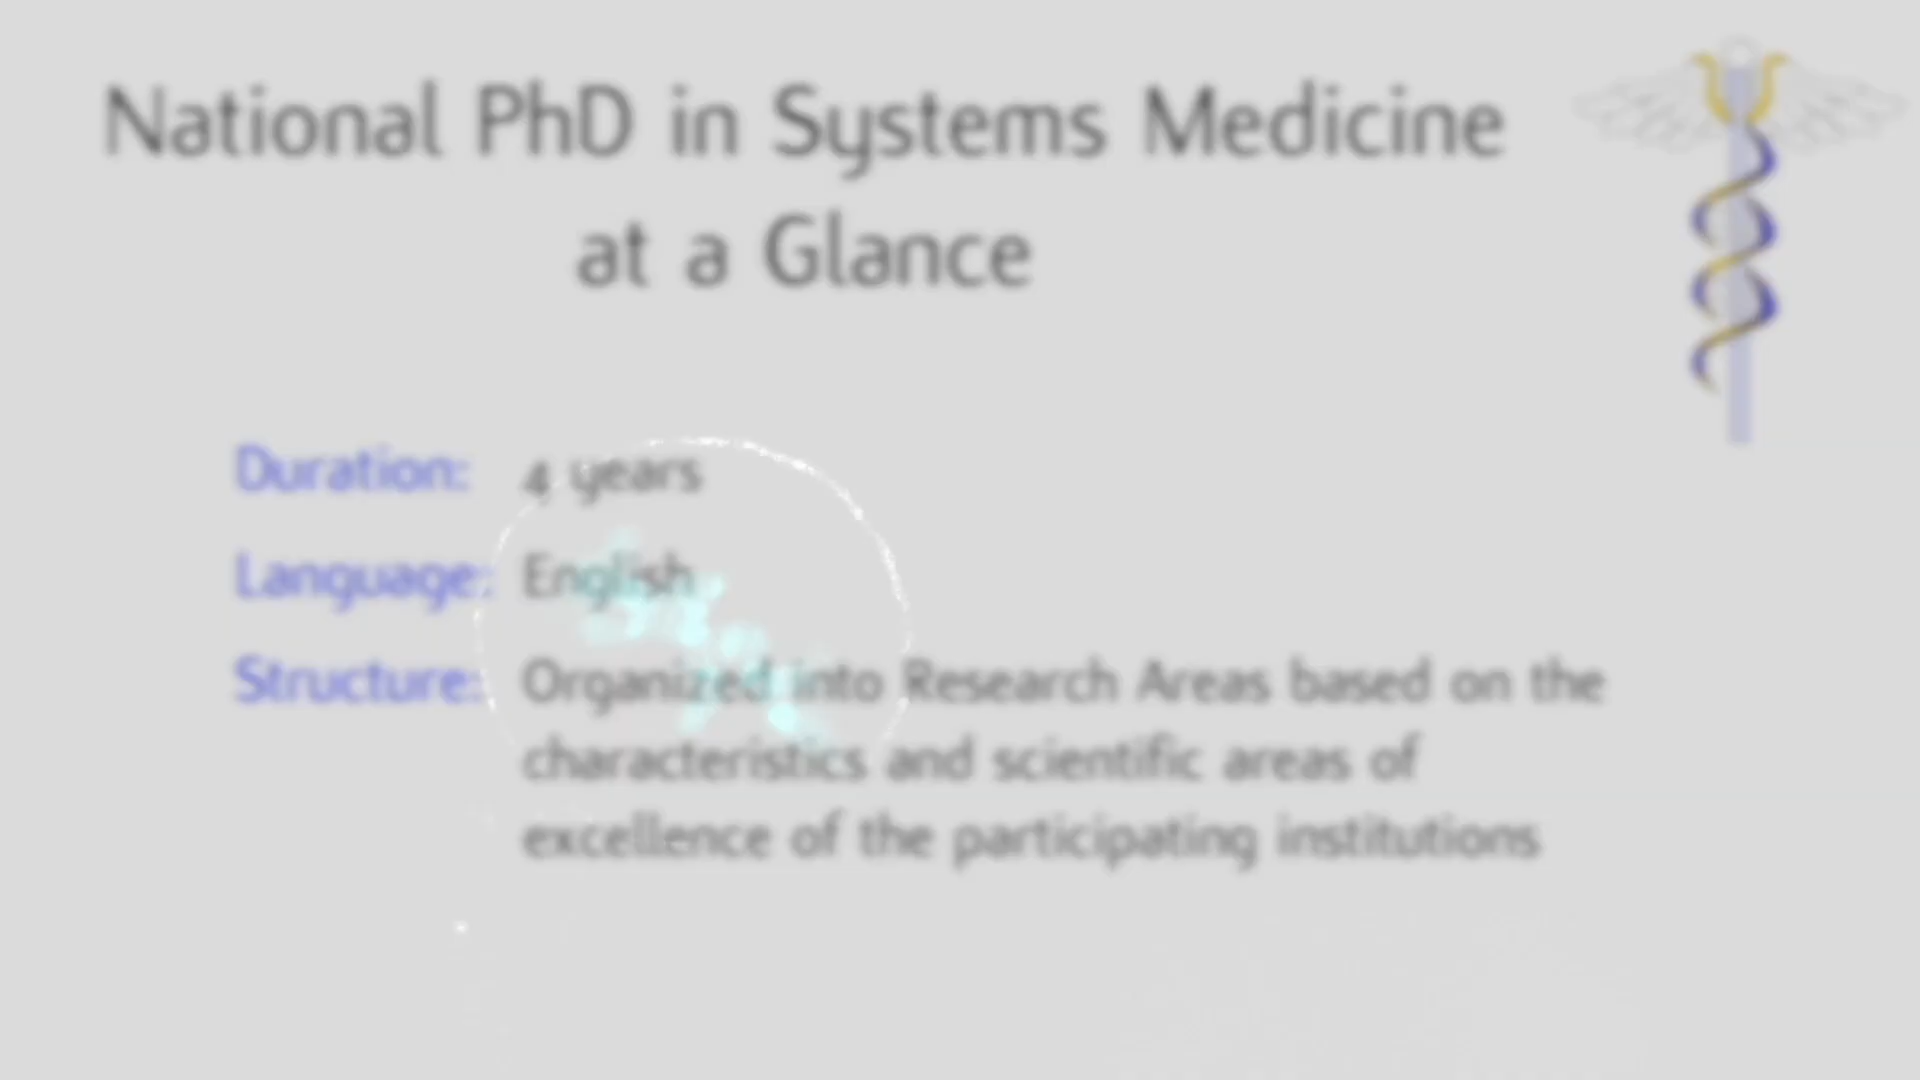 National PhD in Systems Medicine
at a Glance
Duration: 4 years
Language: English
Structure: Organized into Research Areas based on the
characteristics and scientific areas of
excellence of the participating institutions